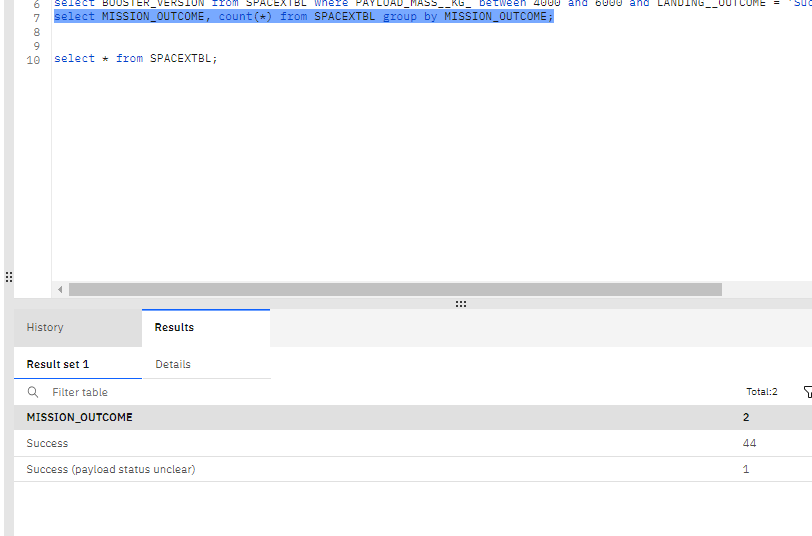 6 select BOOSTER_VERSION from SPACEXTBL where PAYLOAD_MASS__KG_ between 4000 and 6000 and LANDING__OUTCOME = 'Suc
7 select MISSION_OUTCOME, count(*) from SPACEXTBL group by MISSION_OUTCOME;
8
9
10 select * from SPACEXTBL;
History Results
Result set 1 Details
Filter table Total:2
MISSION_OUTCOME 2
Success 44
Success (payload status unclear) 1